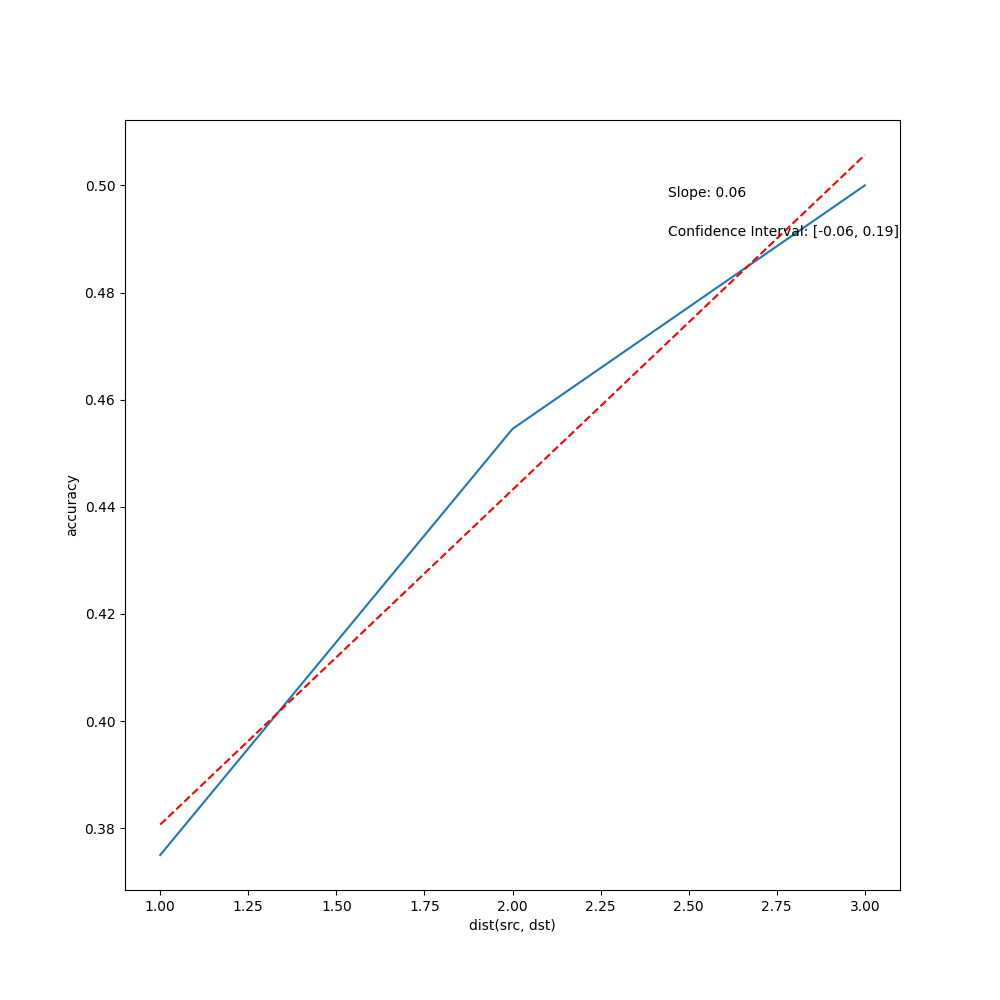 Slope: 0.06
Confidence Interval: [-0.06, 0.19]
0.50
0.48
0.46
0.44
0.42
0.40
0.38
accuracy
1.00 1.25 1.50 1.75 2.00 2.25 2.50 2.75 3.00
dist(src, dst)